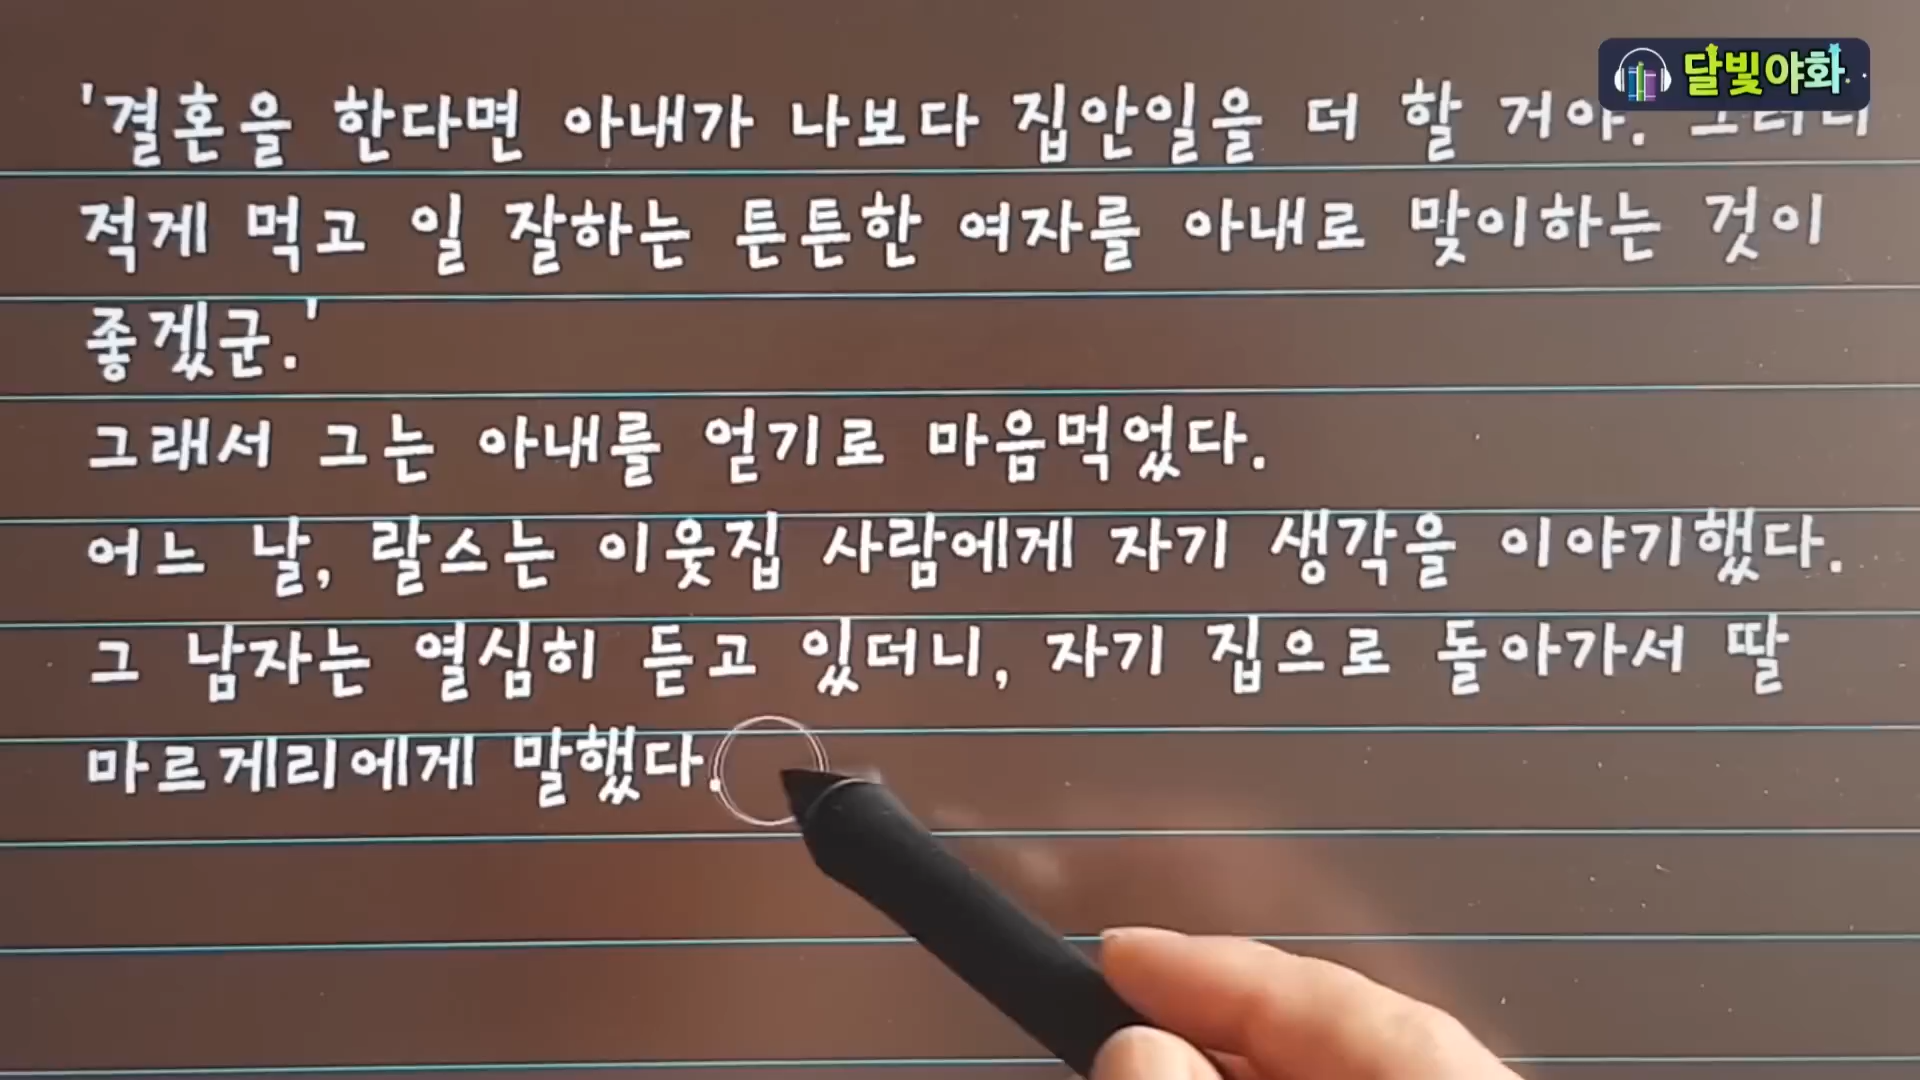 달빛야화
'결혼을 한다면 아내가 나보다 집안일을 더 할 거야. 그러니
적게 먹고 일 잘하는 튼튼한 여자를 아내로 맞이하는 것이
좋겠군.'
그래서 그는 아내를 얻기로 마음먹었다.
어느 날, 랄스는 이웃집 사람에게 자기 생각을 이야기했다.
그 남자는 열심히 듣고 있더니, 자기 집으로 돌아가서 딸
마르게리에게 말했다.